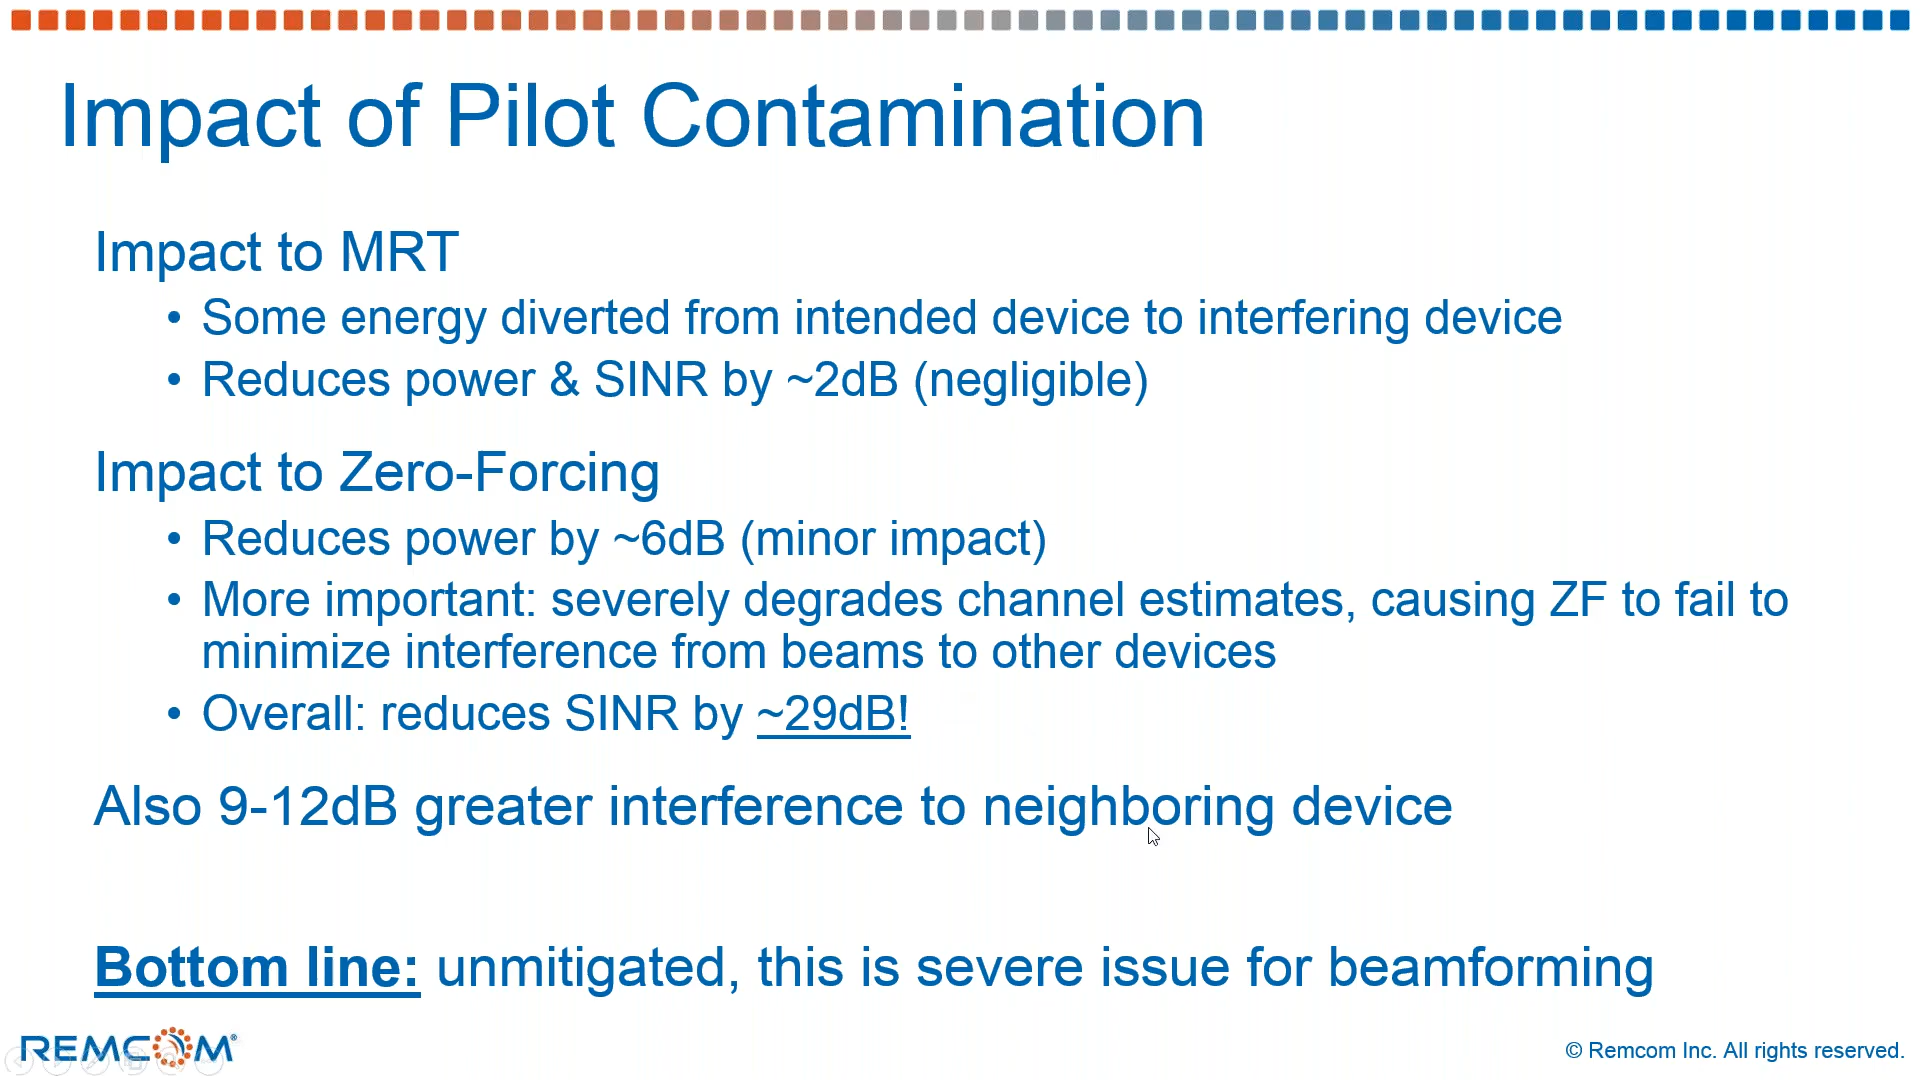 Impact of Pilot Contamination
Impact to MRT
• Some energy diverted from intended device to interfering device
• Reduces power & SINR by ~2dB (negligible)
Impact to Zero-Forcing
• Reduces power by ~6dB (minor impact)
• More important: severely degrades channel estimates, causing ZF to fail to
minimize interference from beams to other devices
• Overall: reduces SINR by ~29dB!
Also 9-12dB greater interference to neighboring device
Bottom line: unmitigated, this is severe issue for beamforming
REMCOM®
© Remcom Inc. All rights reserved.